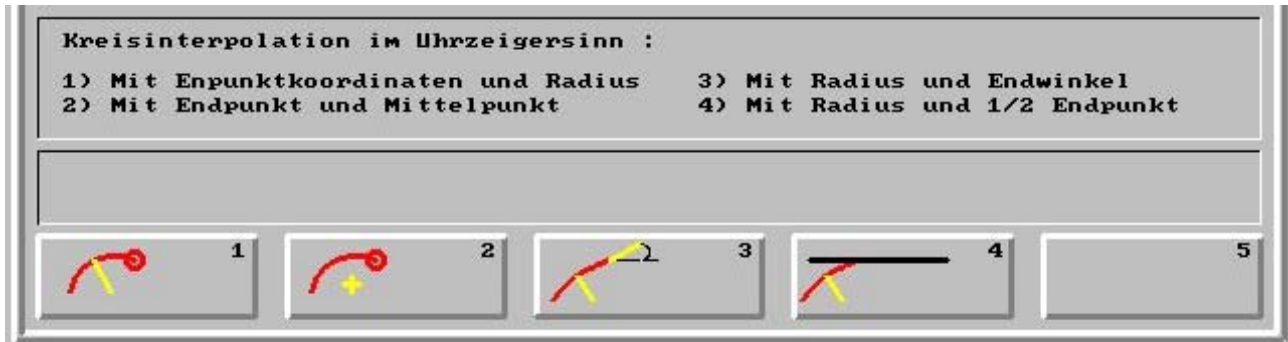 Kreisinterpolation im Uhrzeigersinn :
1) Mit Enpunktkoordinaten und Radius
2) Mit Endpunkt und Mittelpunkt
3) Mit Radius und Endwinkel
4) Mit Radius und 1/2 Endpunkt
1
2
3
4
5